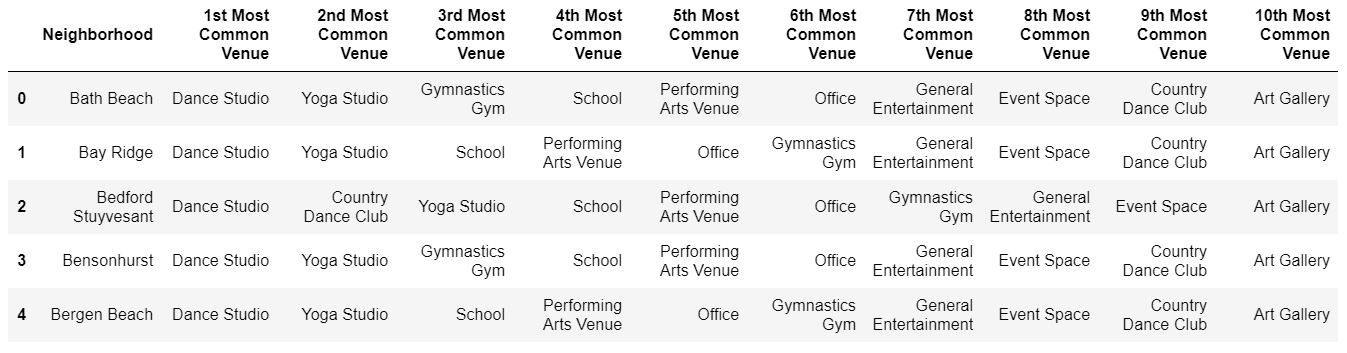 Neighborhood 1st Most Common Venue 2nd Most Common Venue 3rd Most Common Venue 4th Most Common Venue 5th Most Common Venue 6th Most Common Venue 7th Most Common Venue 8th Most Common Venue 9th Most Common Venue 10th Most Common Venue
0 Bath Beach Dance Studio Yoga Studio Gymnastics Gym School Performing Arts Venue Office General Entertainment Event Space Country Dance Club Art Gallery
1 Bay Ridge Dance Studio Yoga Studio School Performing Arts Venue Office Gymnastics Gym General Entertainment Event Space Country Dance Club Art Gallery
2 Bedford Stuyvesant Dance Studio Country Dance Club Yoga Studio School Performing Arts Venue Office Gymnastics Gym General Entertainment Event Space Art Gallery
3 Bensonhurst Dance Studio Yoga Studio Gymnastics Gym School Performing Arts Venue Office General Entertainment Event Space Country Dance Club Art Gallery
4 Bergen Beach Dance Studio Yoga Studio School Performing Arts Venue Office Gymnastics Gym General Entertainment Event Space Country Dance Club Art Gallery